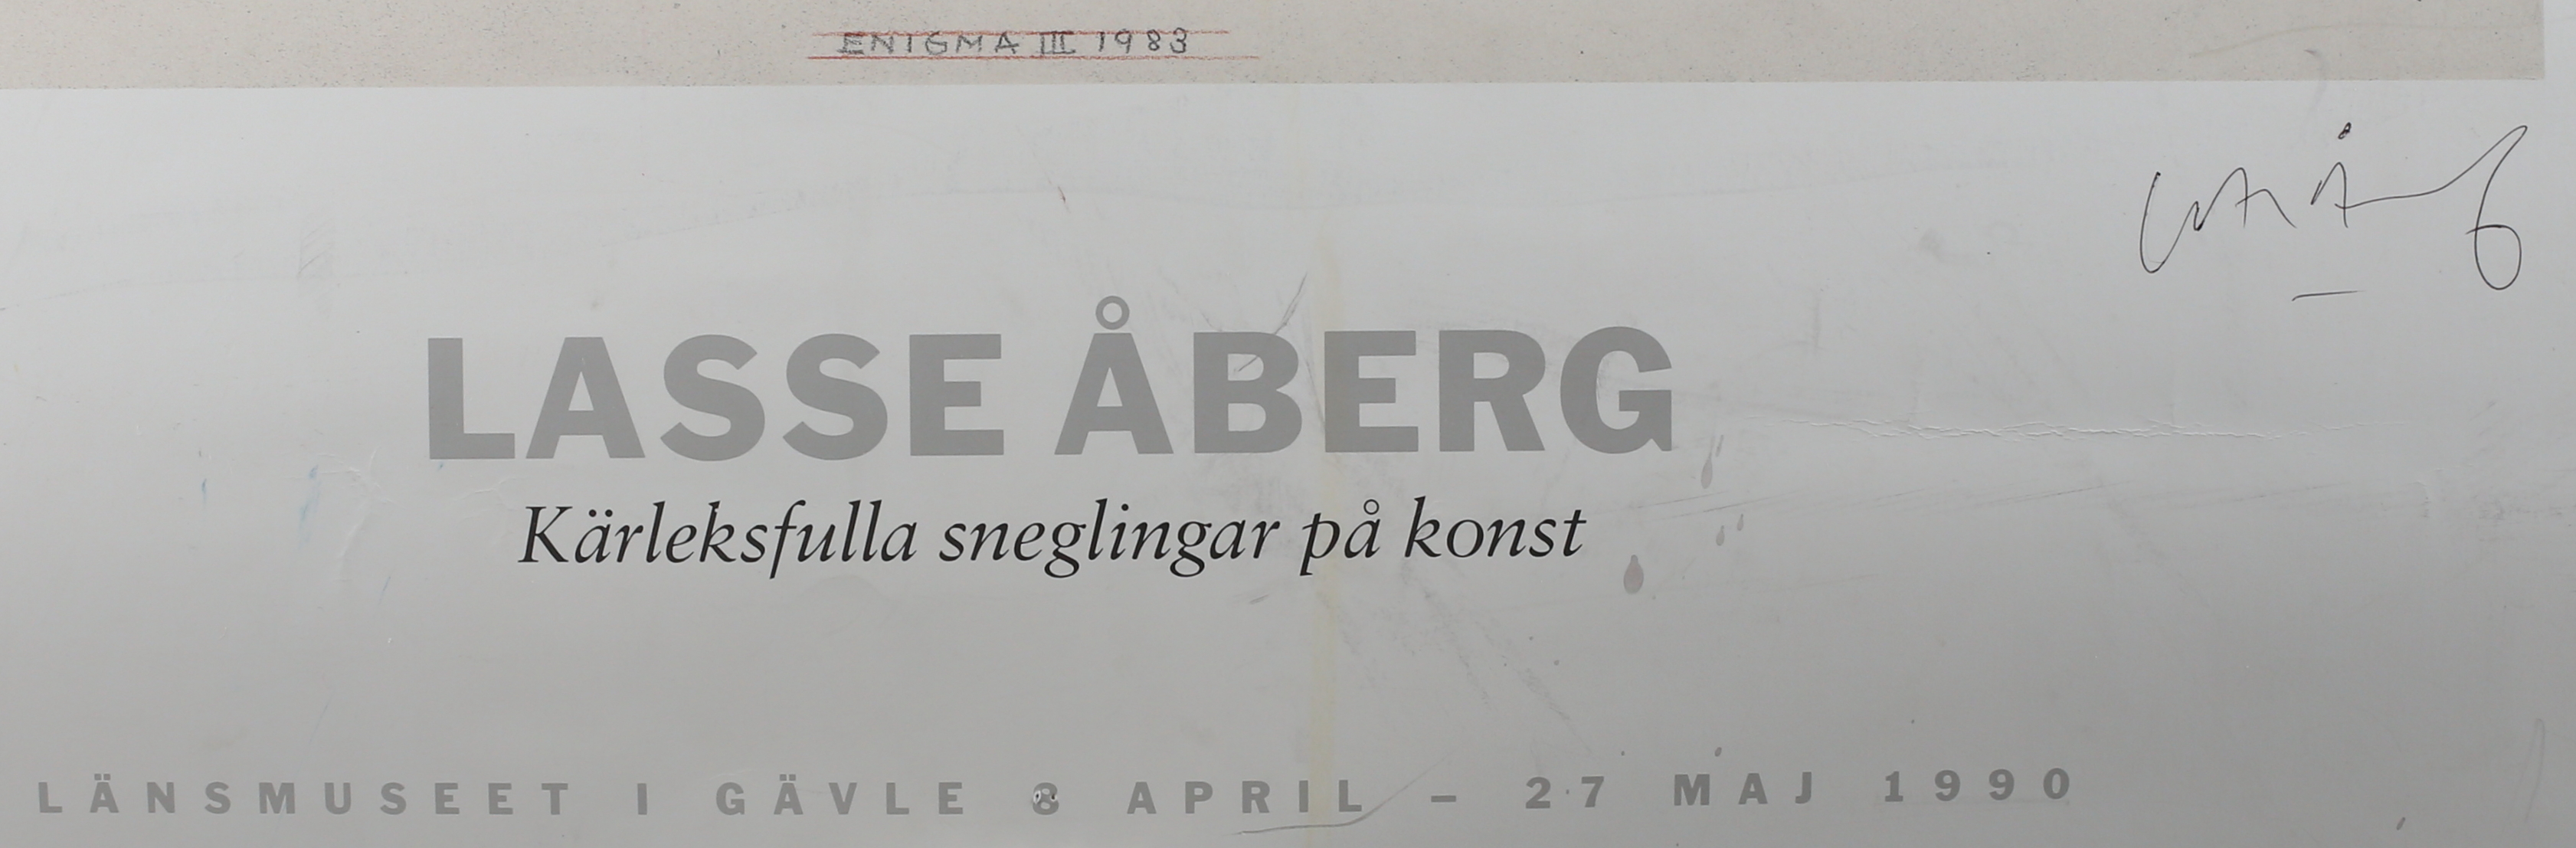 ENIGMA III 1983
LASSE ÅBERG
Kärleksfulla sneglingar på konst
LÄNSMUSEET I GÄVLE 8 APRIL – 27 MAJ 1990